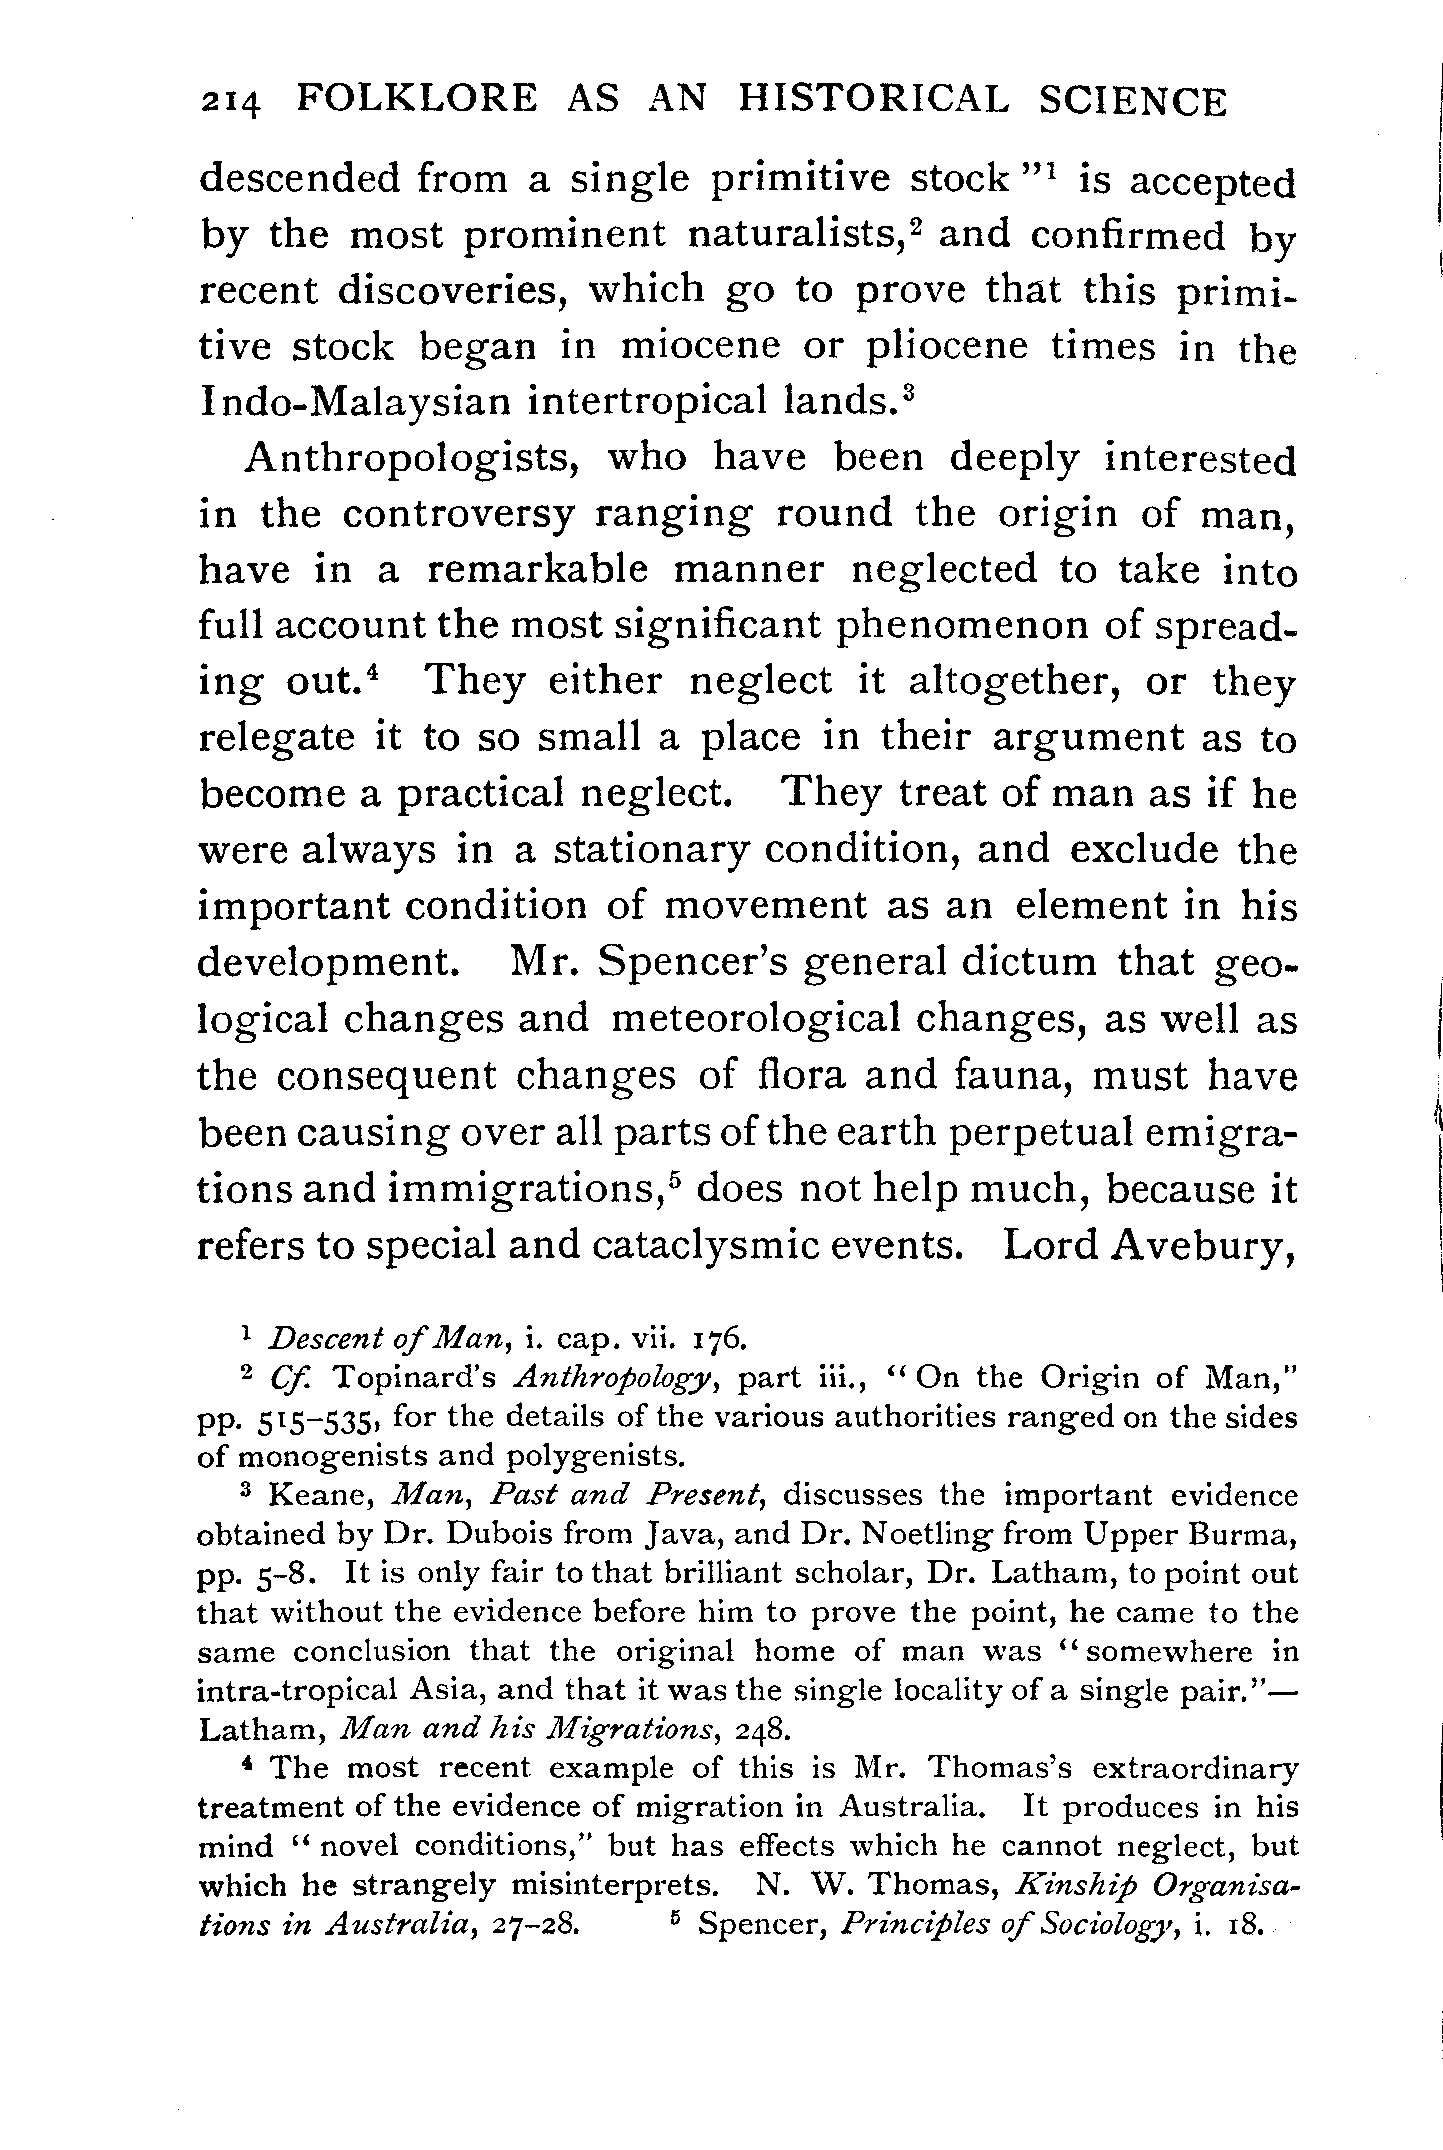 214 FOLKLORE AS AN HISTORICAL SCIENCE
descended from a single primitive stock "¹ is accepted
by the most prominent naturalists,² and confirmed by
recent discoveries, which go to prove that this primi-
tive stock began in miocene or pliocene times in the
Indo-Malaysian intertropical lands.³
Anthropologists, who have been deeply interested
in the controversy ranging round the origin of man,
have in a remarkable manner neglected to take into
full account the most significant phenomenon of spread-
ing out.⁴ They either neglect it altogether, or they
relegate it to so small a place in their argument as to
become a practical neglect. They treat of man as if he
were always in a stationary condition, and exclude the
important condition of movement as an element in his
development. Mr. Spencer's general dictum that geo-
logical changes and meteorological changes, as well as
the consequent changes of flora and fauna, must have
been causing over all parts of the earth perpetual emigra-
tions and immigrations,⁵ does not help much, because it
refers to special and cataclysmic events. Lord Avebury,
¹ Descent of Man, i. cap. vii. 176.
² Cf. Topinard's Anthropology, part iii., "On the Origin of Man,"
pp. 515–535, for the details of the various authorities ranged on the sides
of monogenists and polygenists.
³ Keane, Man, Past and Present, discusses the important evidence
obtained by Dr. Dubois from Java, and Dr. Noetling from Upper Burma,
pp. 5–8. It is only fair to that brilliant scholar, Dr. Latham, to point out
that without the evidence before him to prove the point, he came to the
same conclusion that the original home of man was "somewhere in
intra-tropical Asia, and that it was the single locality of a single pair."—
Latham, Man and his Migrations, 248.
⁴ The most recent example of this is Mr. Thomas's extraordinary
treatment of the evidence of migration in Australia. It produces in his
mind "novel conditions," but has effects which he cannot neglect, but
which he strangely misinterprets. N. W. Thomas, Kinship Organisa-
tions in Australia, 27–28. ⁵ Spencer, Principles of Sociology, i. 18.